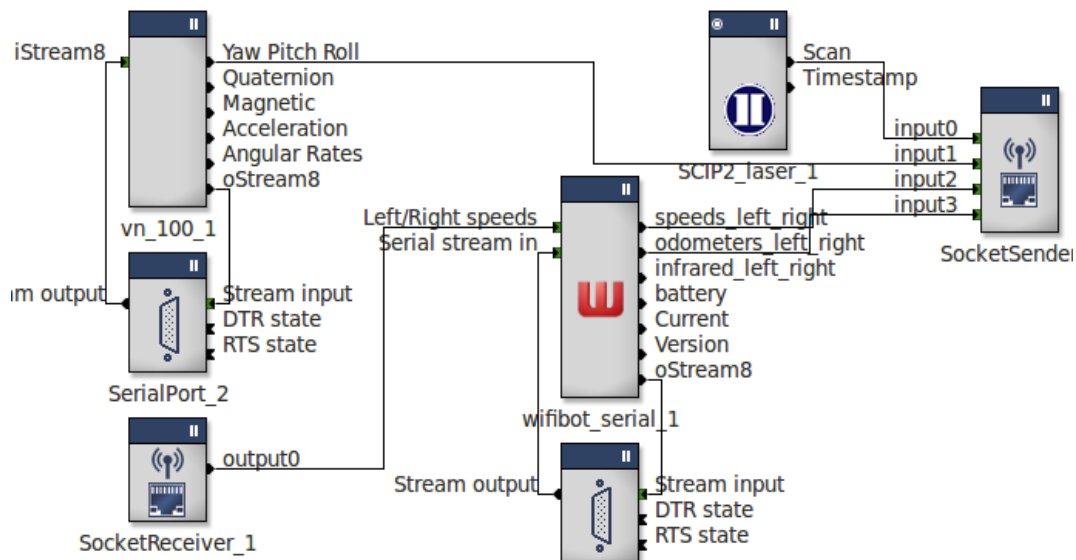 iStream8
Yaw Pitch Roll
Quaternion
Magnetic
Acceleration
Angular Rates
oStream8
vn_100_1
am output
Stream input
DTR state
RTS state
SerialPort_2
output0
SocketReceiver_1
Scan
Timestamp
SCIP2_laser_1
input0
input1
input2
input3
SocketSender
Left/Right speeds
Serial stream in
speeds_left_right
odometers_left_right
infrared_left_right
battery
Current
Version
oStream8
wifibot_serial_1
Stream output
Stream input
DTR state
RTS state